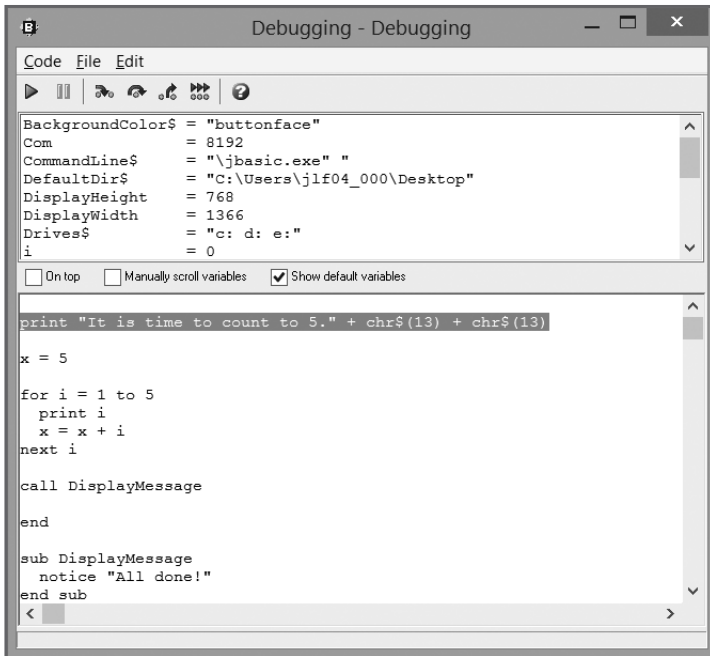 Debugging - Debugging
Code File Edit
BackgroundColor$ = "buttonface"
Com = 8192
CommandLine$ = "\jbasic.exe" "
DefaultDir$ = "C:\Users\jlf04_000\Desktop"
DisplayHeight = 768
DisplayWidth = 1366
Drives$ = "c: d: e:"
i = 0
On top Manually scroll variables Show default variables
print "It is time to count to 5." + chr$(13) + chr$(13)
x = 5
for i = 1 to 5
print i
x = x + i
next i
call DisplayMessage
end
sub DisplayMessage
notice "All done!"
end sub